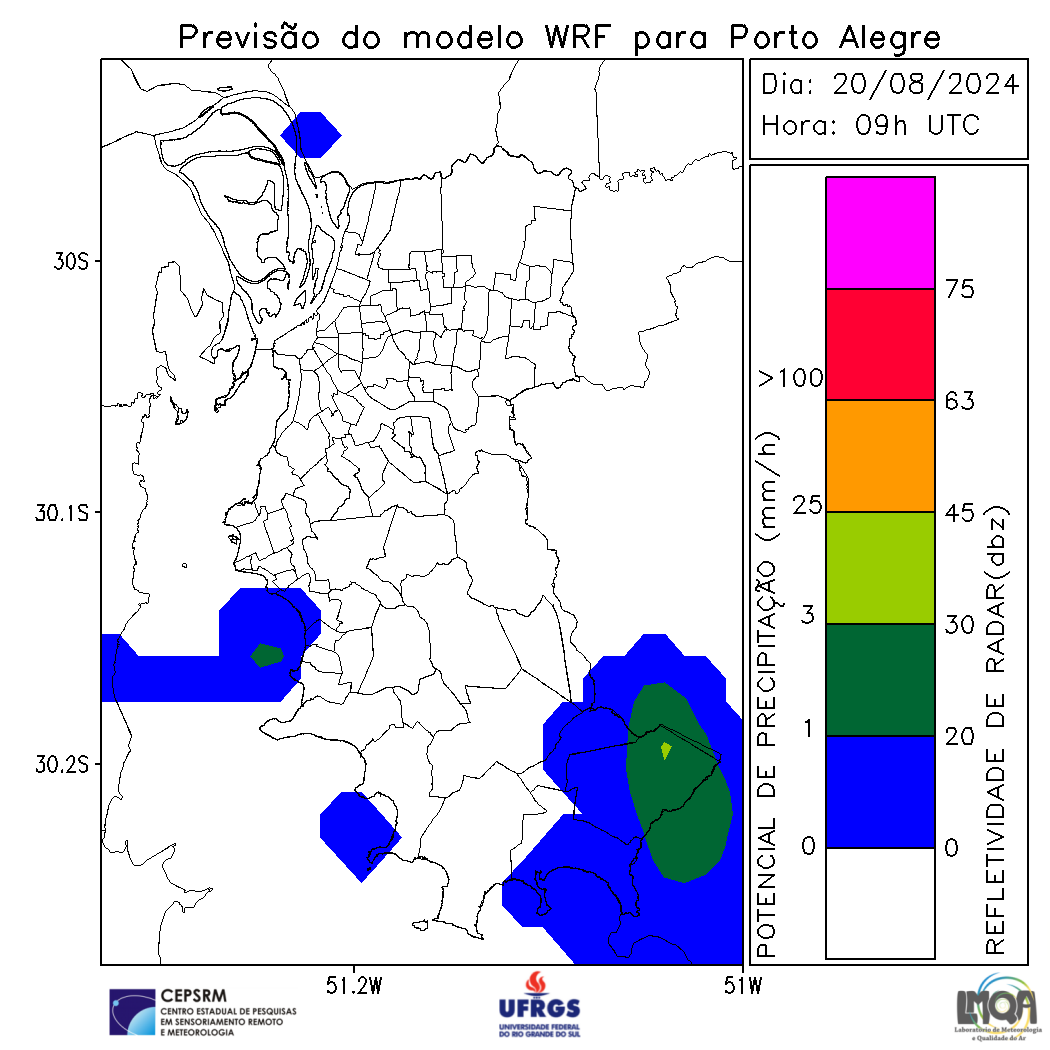 Previsão do modelo WRF para Porto Alegre
Dia: 20/08/2024
Hora: 09h UTC
30S
30.1S
30.2S
51.2W
51W
POTENCIAL DE PRECIPITAÇÃO (mm/h)
>100
25
3
1
0
75
63
45
30
20
0
REFLETIVIDADE DE RADAR(dbz)
CEPSRM
CENTRO ESTADUAL DE PESQUISAS
EM SENSORIAMENTO REMOTO
E METEOROLOGIA
UFRGS
UNIVERSIDADE FEDERAL
DO RIO GRANDE DO SUL
LMQA
Laboratório de Meteorologia
e Qualidade do Ar